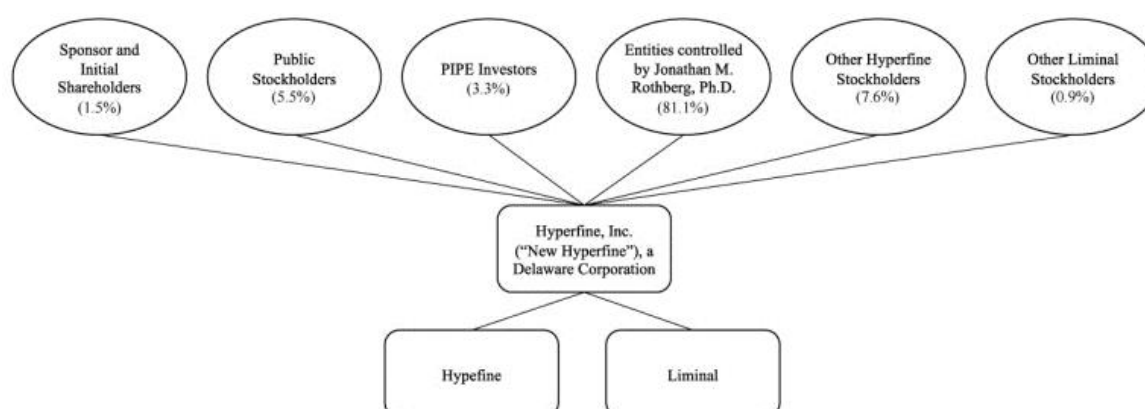 Sponsor and
Initial
Shareholders
(1.5%)
Public
Stockholders
(5.5%)
PIPE Investors
(3.3%)
Entities controlled
by Jonathan M.
Rothberg, Ph.D.
(81.1%)
Other Hyperfine
Stockholders
(7.6%)
Other Liminal
Stockholders
(0.9%)
Hyperfine, Inc.
(“New Hyperfine”), a
Delaware Corporation
Hypefine
Liminal